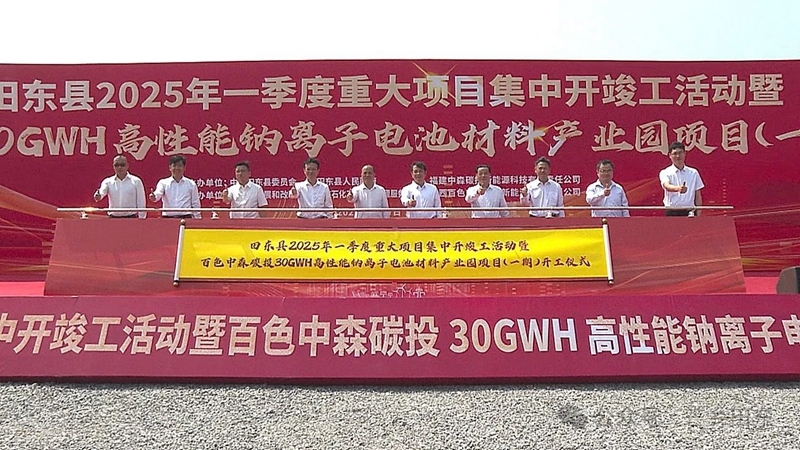 田东县2025年一季度重大项目集中开竣工活动暨
30GWH高性能钠离子电池材料产业园项目(一
田东县2025年一季度重大项目集中开竣工活动暨
百色中森碳投30GWH高性能钠离子电池材料产业园项目(一期)开工仪式
中开竣工活动暨百色中森碳投 30GWH 高性能钠离子电